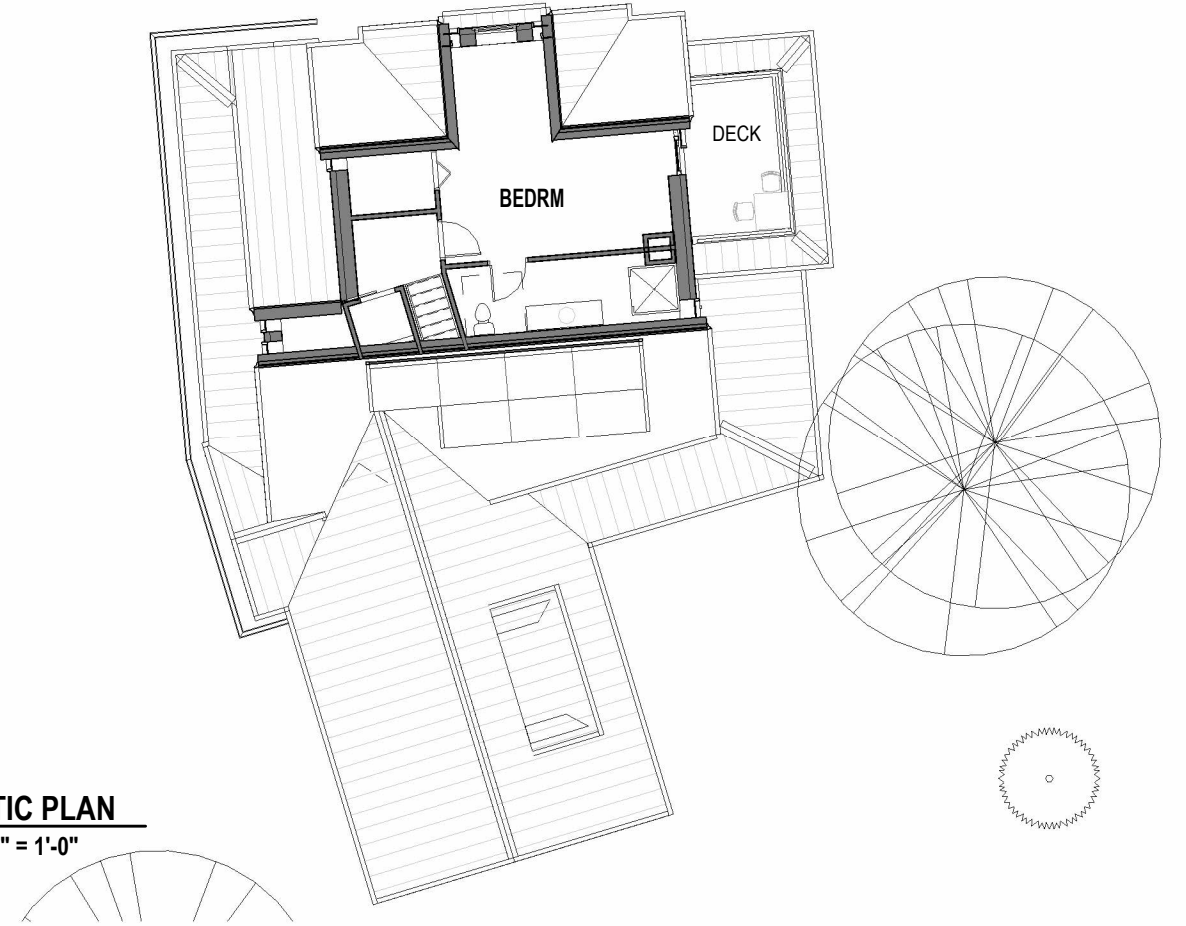 DECK
BEDRM
TIC PLAN
" = 1'-0"